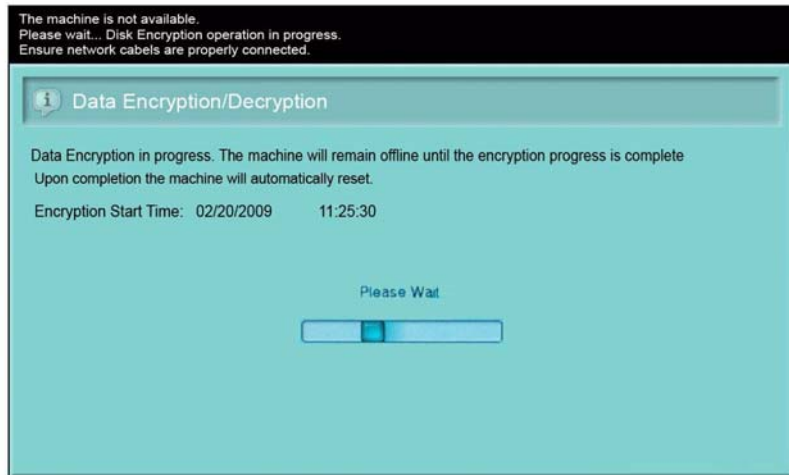 The machine is not available.
Please wait... Disk Encryption operation in progress.
Ensure network cabels are properly connected.
Data Encryption/Decryption
Data Encryption in progress. The machine will remain offline until the encryption progress is complete
Upon completion the machine will automatically reset.
Encryption Start Time: 02/20/2009 11:25:30
Please Wait